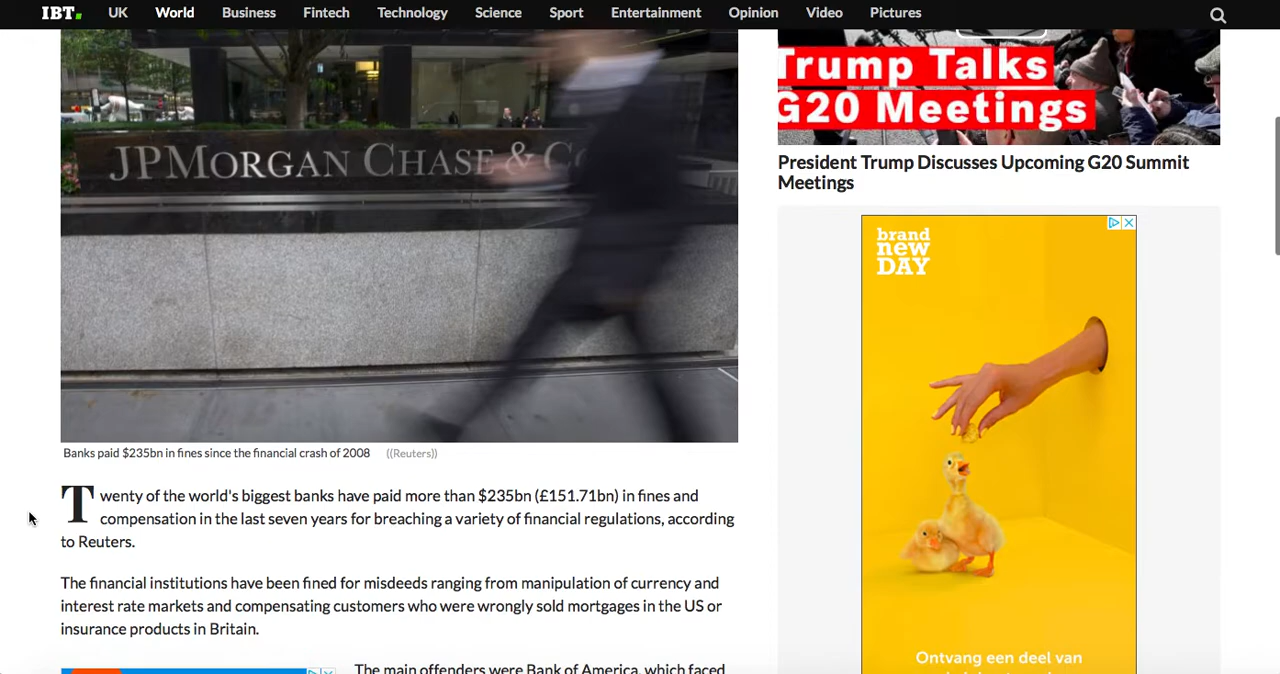 IBT. UK World Business Fintech Technology Science Sport Entertainment Opinion Video Pictures
JPMORGAN CHASE & C
Banks paid $235bn in fines since the financial crash of 2008 ((Reuters))
Twenty of the world's biggest banks have paid more than $235bn (£151.71bn) in fines and
compensation in the last seven years for breaching a variety of financial regulations, according
to Reuters.
The financial institutions have been fined for misdeeds ranging from manipulation of currency and
interest rate markets and compensating customers who were wrongly sold mortgages in the US or
insurance products in Britain.
The main offenders were Bank of America, which faced
Trump Talks
G20 Meetings
President Trump Discusses Upcoming G20 Summit
Meetings
brand
new
DAY
Ontvang een deel van